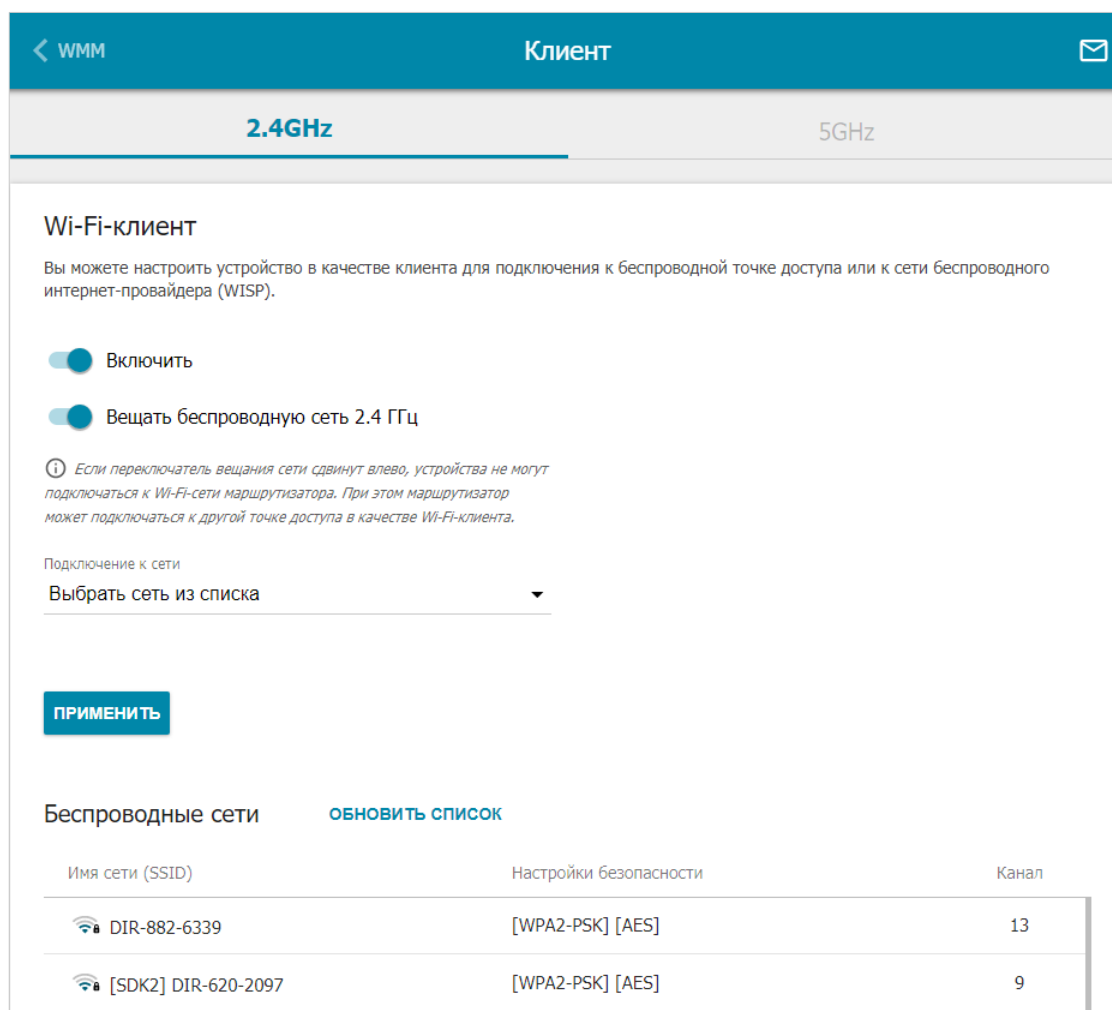 WMM
Клиент
2.4GHz
5GHz
Wi-Fi-клиент
Вы можете настроить устройство в качестве клиента для подключения к беспроводной точке доступа или к сети беспроводного
интернет-провайдера (WISP).
Включить
Вещать беспроводную сеть 2.4 ГГц
Если переключатель вещания сети сдвинут влево, устройства не могут
подключаться к Wi-Fi-сети маршрутизатора. При этом маршрутизатор
может подключаться к другой точке доступа в качестве Wi-Fi-клиента.
Подключение к сети
Выбрать сеть из списка
ПРИМЕНИТЬ
Беспроводные сети ОБНОВИТЬ СПИСОК
Имя сети (SSID) Настройки безопасности Канал
DIR-882-6339 [WPA2-PSK] [AES] 13
[SDK2] DIR-620-2097 [WPA2-PSK] [AES] 9